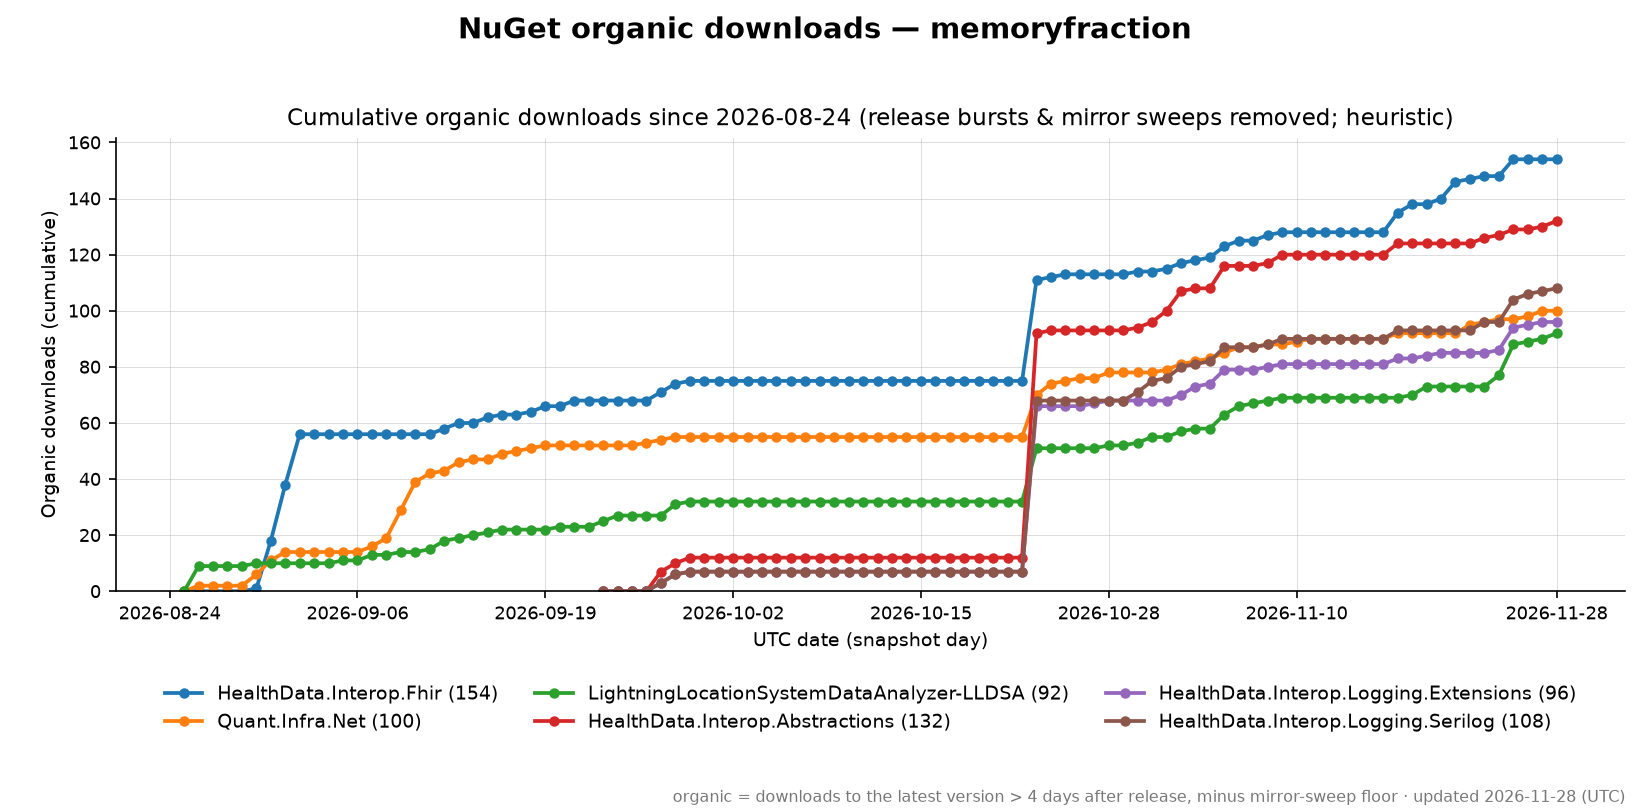 NuGet organic downloads — memoryfraction
Cumulative organic downloads since 2026-08-24 (release bursts & mirror sweeps removed; heuristic)
Organic downloads (cumulative)
160
140
120
100
80
60
40
20
0
2026-08-24 2026-09-06 2026-09-19 2026-10-02 2026-10-15 2026-10-28 2026-11-10 2026-11-28
UTC date (snapshot day)
HealthData.Interop.Fhir (154) LightningLocationSystemDataAnalyzer-LLDSA (92) HealthData.Interop.Logging.Extensions (96)
Quant.Infra.Net (100) HealthData.Interop.Abstractions (132) HealthData.Interop.Logging.Serilog (108)
organic = downloads to the latest version > 4 days after release, minus mirror-sweep floor · updated 2026-11-28 (UTC)